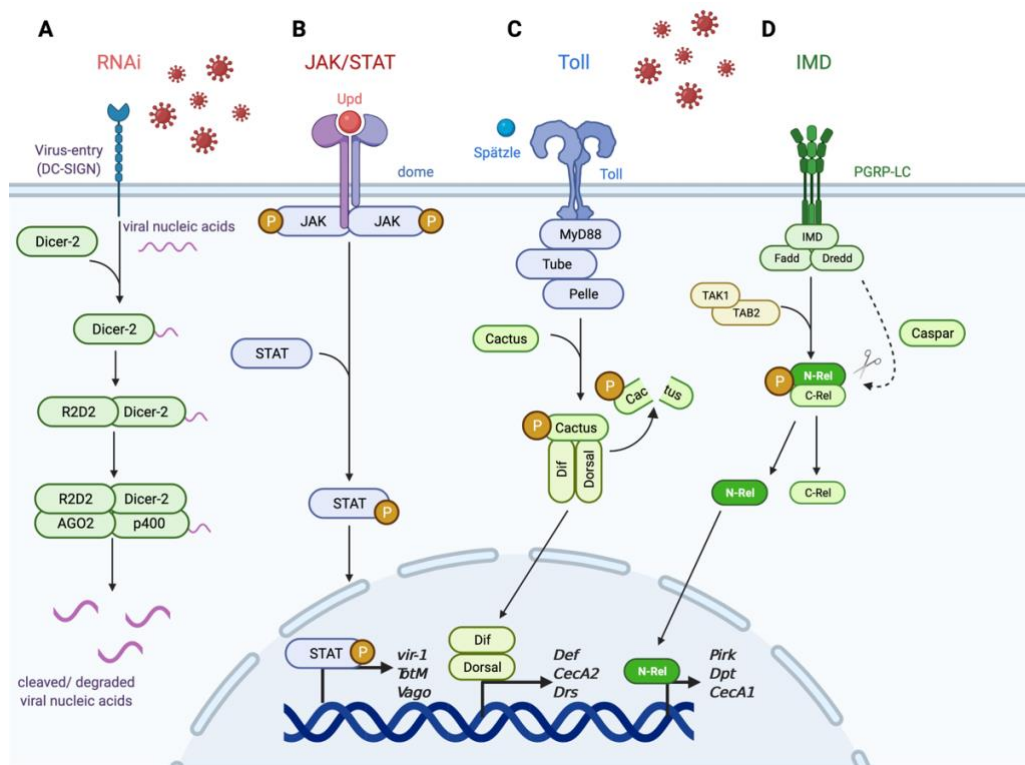 A
RNAi
Virus-entry
(DC-SIGN)
viral nucleic acids
Dicer-2
Dicer-2
R2D2
Dicer-2
R2D2
Dicer-2
AGO2
p400
cleaved/ degraded
viral nucleic acids
B
JAK/STAT
Upd
dome
P
JAK
JAK
P
STAT
STAT
P
STAT
P
vir-1
TotM
Vago
C
Toll
Spätzle
Toll
MyD88
Tube
Pelle
Cactus
P
Cac
tus
P
Cactus
Dif
Dorsal
Dif
Dorsal
Def
CecA2
Drs
D
IMD
PGRP-LC
IMD
Fadd
Dredd
TAK1
TAB2
Caspar
P
N-Rel
C-Rel
N-Rel
C-Rel
N-Rel
Pirk
Dpt
CecA1